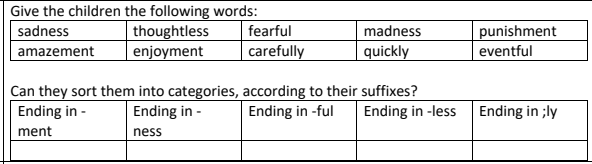 Give the children the following words:
sadness thoughtless fearful madness punishment
amazement enjoyment carefully quickly eventful
Can they sort them into categories, according to their suffixes?
Ending in - Ending in - Ending in -ful Ending in -less Ending in ;ly
ment ness